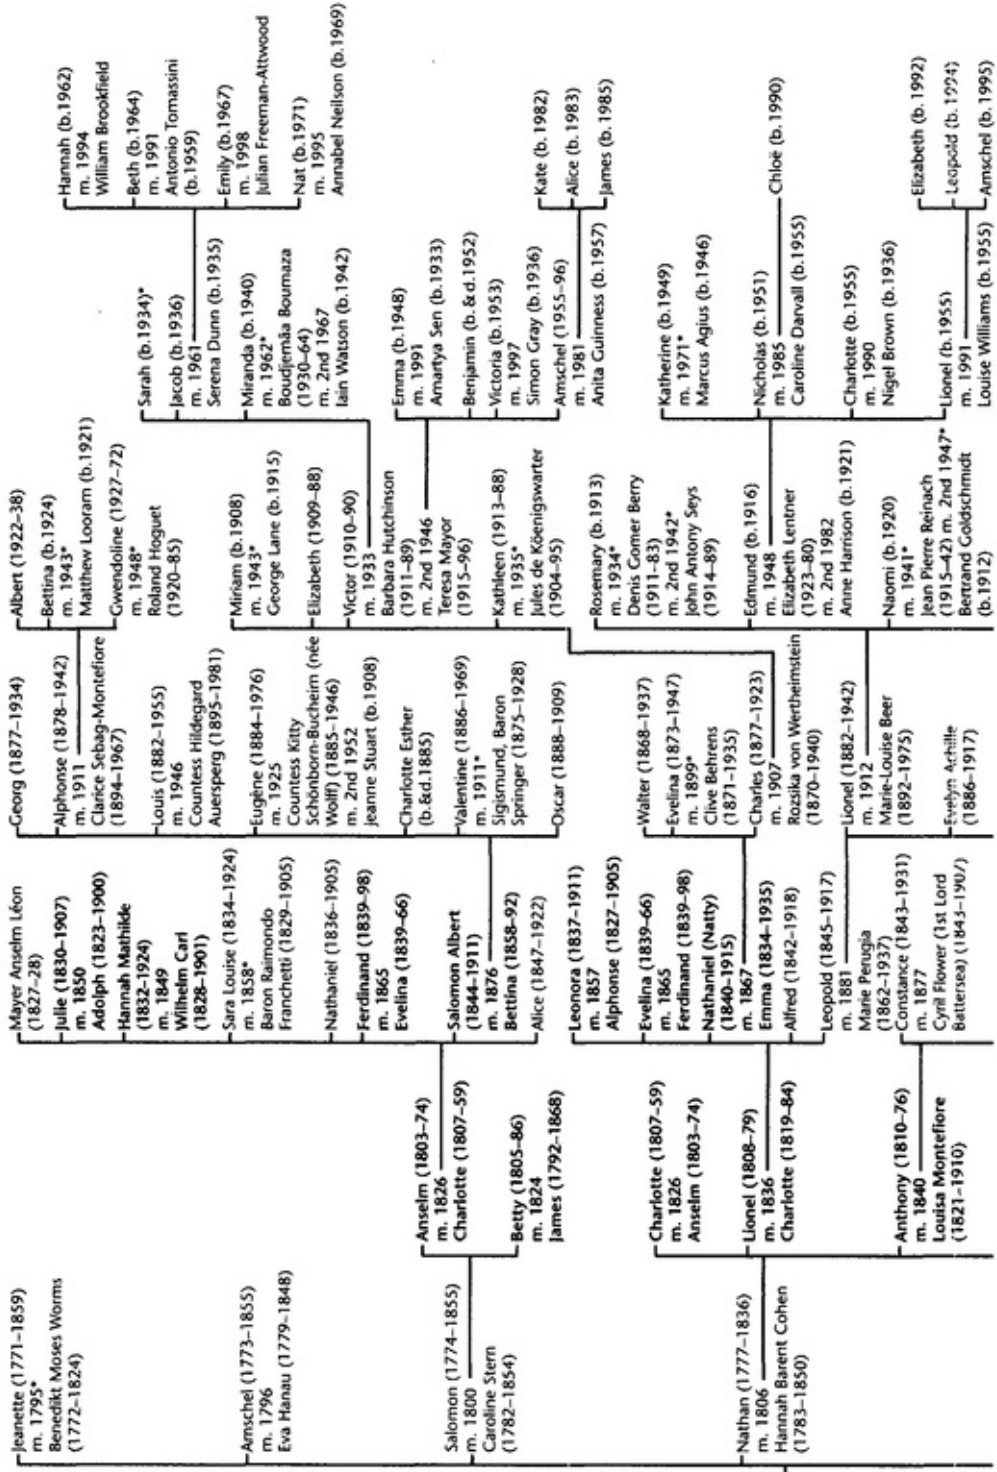 Jeanette (1771–1859)
m. 1795*
Benedikt Moses Worms
(1772–1824)
Amschel (1773–1855)
m. 1796
Eva Hanau (1779–1848)
Salomon (1774–1855)
m. 1800
Caroline Stern
(1782–1854)
Nathan (1777–1836)
m. 1806
Hannah Barent Cohen
(1783–1850)
Anselm (1803–74)
m. 1826
Charlotte (1807–59)
Betty (1805–86)
m. 1824
James (1792–1868)
Charlotte (1807–59)
m. 1826
Anselm (1803–74)
Lionel (1808–79)
m. 1836
Charlotte (1819–84)
Anthony (1810–76)
m. 1840
Louisa Montefiore
(1821–1910)
Mayer Anselm Léon
(1827–28)
Julie (1830–1907)
m. 1850
Adolph (1823–1900)
Hannah Mathilde
(1832–1924)
m. 1849
Wilhelm Carl
(1828–1901)
Sara Louise (1834–1924)
m. 1858*
Baron Raimondo
Franchetti (1829–1905)
Nathaniel (1836–1905)
Ferdinand (1839–98)
m. 1865
Evelina (1839–66)
Salomon Albert
(1844–1911)
m. 1876
Bettina (1858–92)
Alice (1847–1922)
Leonora (1837–1911)
m. 1857
Alphonse (1827–1905)
Evelina (1839–66)
m. 1865
Ferdinand (1839–98)
Nathaniel (Natty)
(1840–1915)
m. 1867
Emma (1834–1935)
Alfred (1842–1918)
Leopold (1845–1917)
m. 1881
Marie Perugia
(1862–1937)
Constance (1843–1931)
m. 1877
Cyril Flower (1st Lord
Battersea) (1843–1907)
Georg (1877–1934)
Alphonse (1878–1942)
m. 1911
Clarice Sebag-Montefiore
(1894–1967)
Louis (1882–1955)
m. 1946
Countess Hildegard
Auersperg (1895–1981)
Eugène (1884–1976)
m. 1925
Countess Kitty
Schönborn-Bucheim (née
Wolff) (1885–1946)
m. 2nd 1952
Jeanne Stuart (b.1908)
Charlotte Esther
(b.&d.1885)
Valentine (1886–1969)
m. 1911*
Sigismund, Baron
Springer (1875–1928)
Oscar (1888–1909)
Walter (1868–1937)
Evelina (1873–1947)
m. 1899*
Clive Behrens
(1871–1935)
Charles (1877–1923)
m. 1907
Rozsika von Wertheimstein
(1870–1940)
Lionel (1882–1942)
m. 1912
Marie-Louise Beer
(1892–1975)
Evelyn Achille
(1886–1917)
Albert (1922–38)
Bettina (b.1924)
m. 1943*
Matthew Looram (b.1921)
Gwendoline (1927–72)
m. 1948*
Roland Hoguet
(1920–85)
Miriam (b.1908)
m. 1943*
George Lane (b.1915)
Elizabeth (1909–88)
Victor (1910–90)
m. 1933
Barbara Hutchinson
(1911–89)
m. 2nd 1946
Teresa Mayor
(1915–96)
Kathleen (1913–88)
m. 1935*
Jules de Köenigswarter
(1904–95)
Rosemary (b.1913)
m. 1934*
Denis Gomer Berry
(1911–83)
m. 2nd 1942*
John Antony Seys
(1914–89)
Edmund (b.1916)
m. 1948
Elizabeth Lentner
(1923–80)
m. 2nd 1982
Anne Harrison (b.1921)
Naomi (b.1920)
m. 1941*
Jean Pierre Reinach
(1915–42) m. 2nd 1947*
Bertrand Goldschmidt
(b.1912)
Sarah (b.1934)*
Jacob (b.1936)
m. 1961
Serena Dunn (b.1935)
Miranda (b.1940)
m. 1962*
Boudjemâa Boumaza
(1930–64)
m. 2nd 1967
Iain Watson (b.1942)
Emma (b.1948)
m. 1991
Amartya Sen (b.1933)
Benjamin (b.&d.1952)
Victoria (b.1953)
m. 1997
Simon Gray (b.1936)
Amschel (1955–96)
m. 1981
Anita Guinness (b.1957)
Katherine (b.1949)
m. 1971*
Marcus Agius (b.1946)
Nicholas (b.1951)
m. 1985
Caroline Darvall (b.1955)
Charlotte (b.1955)
m. 1990
Nigel Brown (b.1936)
Lionel (b.1955)
m. 1991
Louise Williams (b.1955)
Hannah (b.1962)
m. 1994
William Brookfield
Beth (b.1964)
m. 1991
Antonio Tomassini
(b.1959)
Emily (b.1967)
m. 1998
Julian Freeman-Attwood
Nat (b.1971)
m. 1995
Annabel Neilson (b.1969)
Kate (b.1982)
Alice (b.1983)
James (b.1985)
Chloë (b.1990)
Elizabeth (b.1992)
Leopold (b.1994)
Amschel (b.1995)